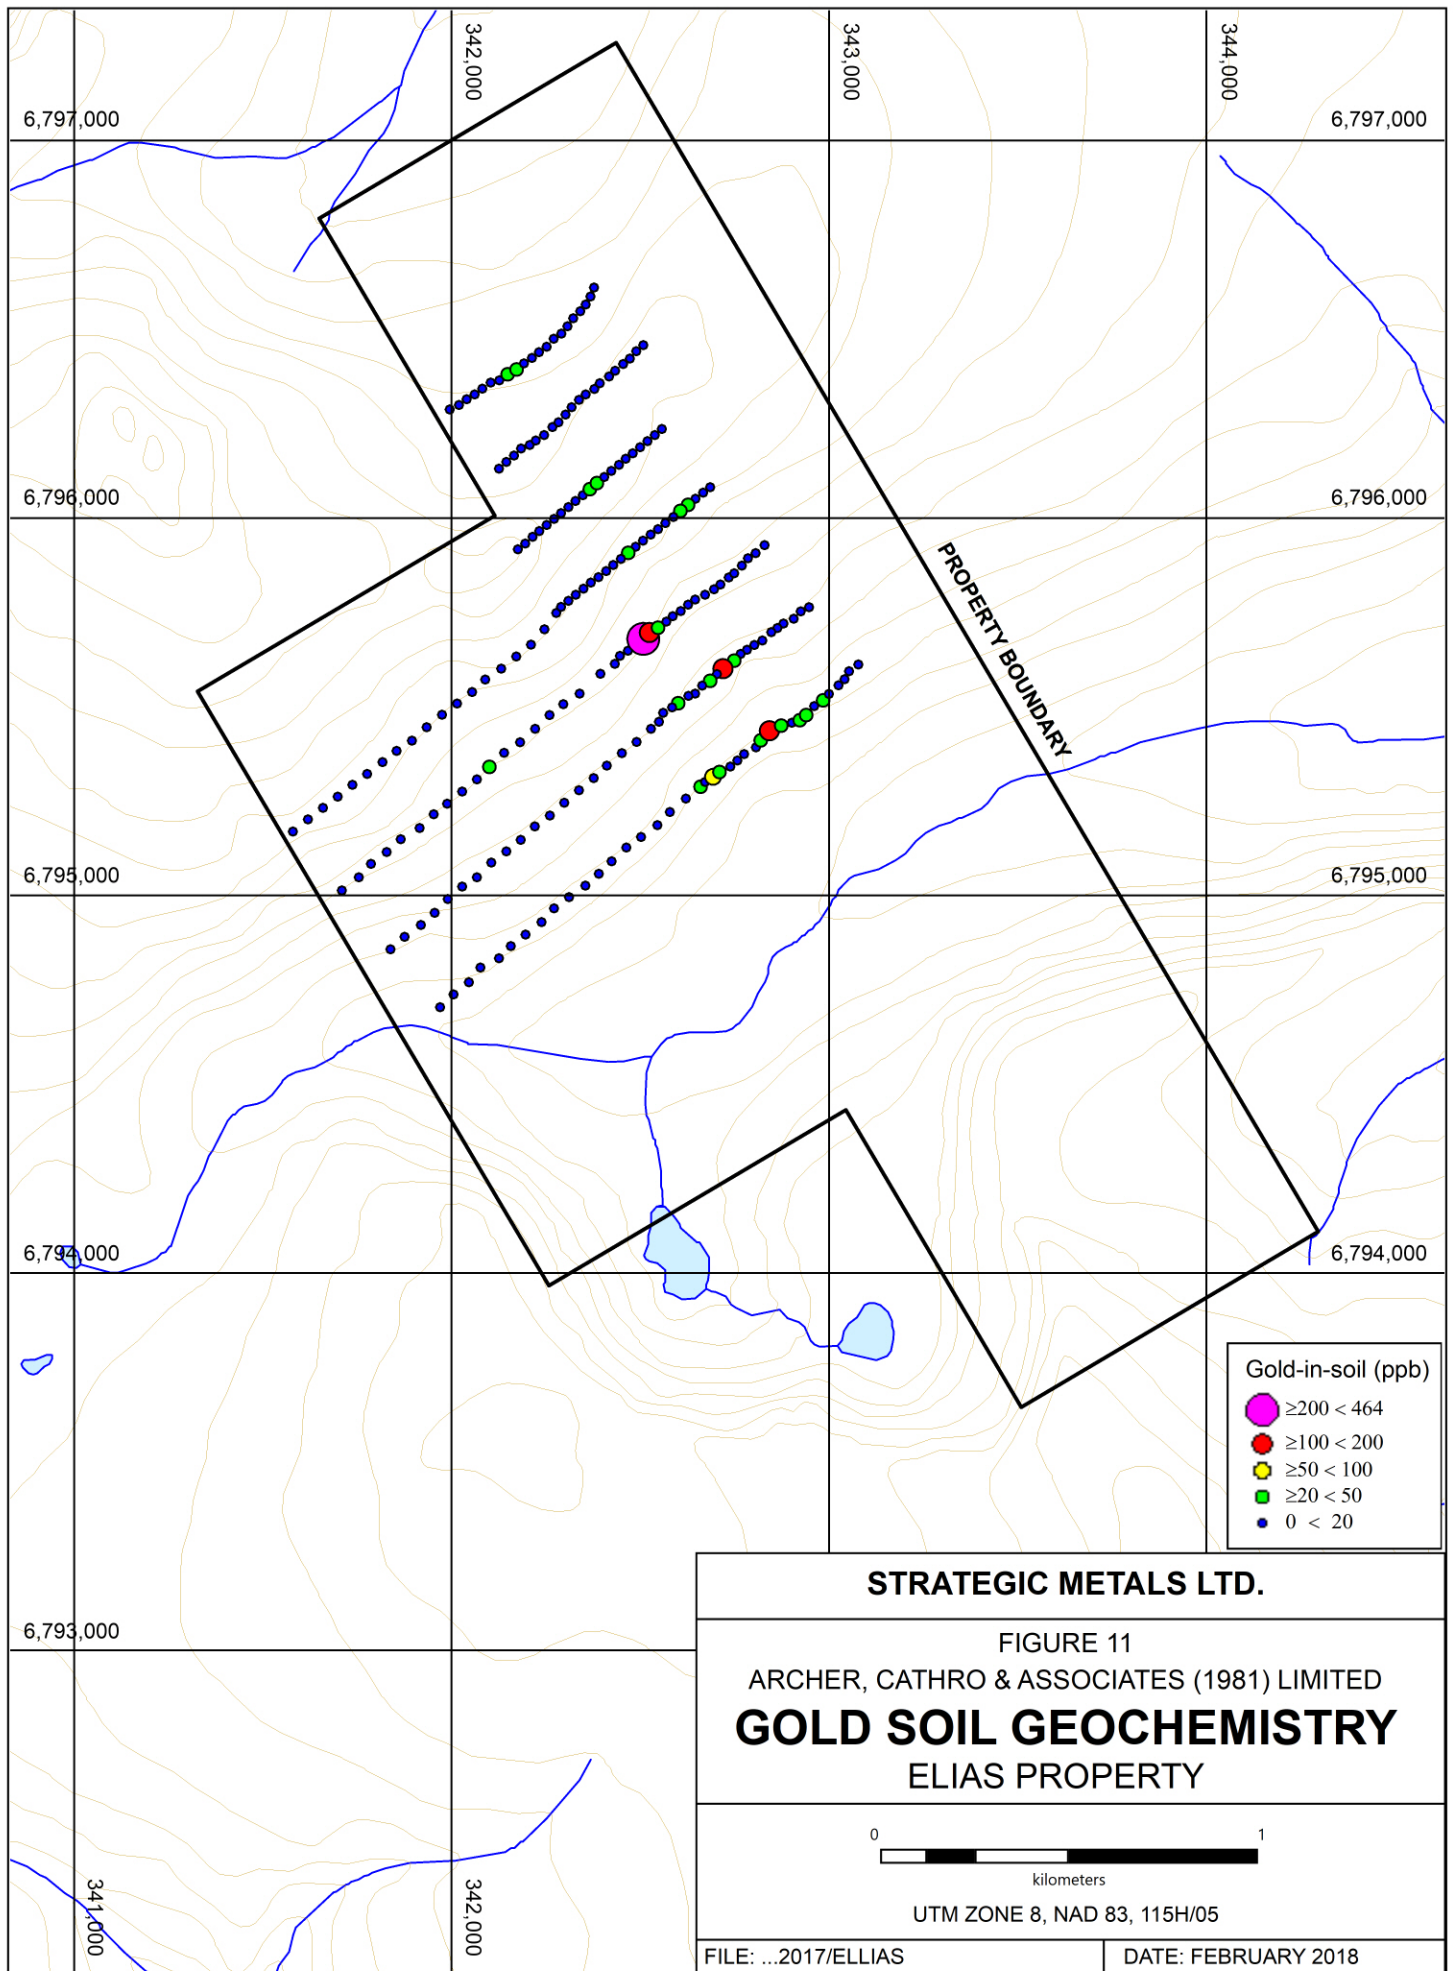 342,000
343,000
344,000
6,797,000
6,797,000
6,796,000
6,796,000
PROPERTY BOUNDARY
6,795,000
6,795,000
6,794,000
6,794,000
Gold-in-soil (ppb)
≥200 < 464
≥100 < 200
≥50 < 100
≥20 < 50
0 < 20
6,793,000
STRATEGIC METALS LTD.
FIGURE 11
ARCHER, CATHRO & ASSOCIATES (1981) LIMITED
GOLD SOIL GEOCHEMISTRY
ELIAS PROPERTY
0 1
kilometers
UTM ZONE 8, NAD 83, 115H/05
FILE: ...2017/ELLIAS
DATE: FEBRUARY 2018
341,000
342,000